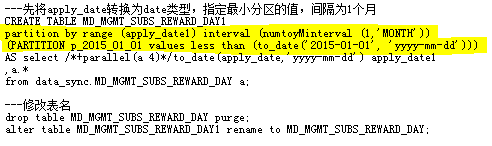 ---先将apply_date转换为date类型，指定最小分区的值，间隔为1个月
CREATE TABLE MD_MGMT_SUBS_REWARD_DAY1
partition by range (apply_date1) interval (numtoyMinterval (1,'MONTH'))
(PARTITION p_2015_01_01 values less than (to_date('2015-01-01', 'yyyy-mm-dd')))
AS select /*+parallel(a 4)*/to_date(apply_date,'yyyy-mm-dd') apply_date1
,a.*
from data_sync.MD_MGMT_SUBS_REWARD_DAY a;
---修改表名
drop table MD_MGMT_SUBS_REWARD_DAY purge;
alter table MD_MGMT_SUBS_REWARD_DAY1 rename to MD_MGMT_SUBS_REWARD_DAY;